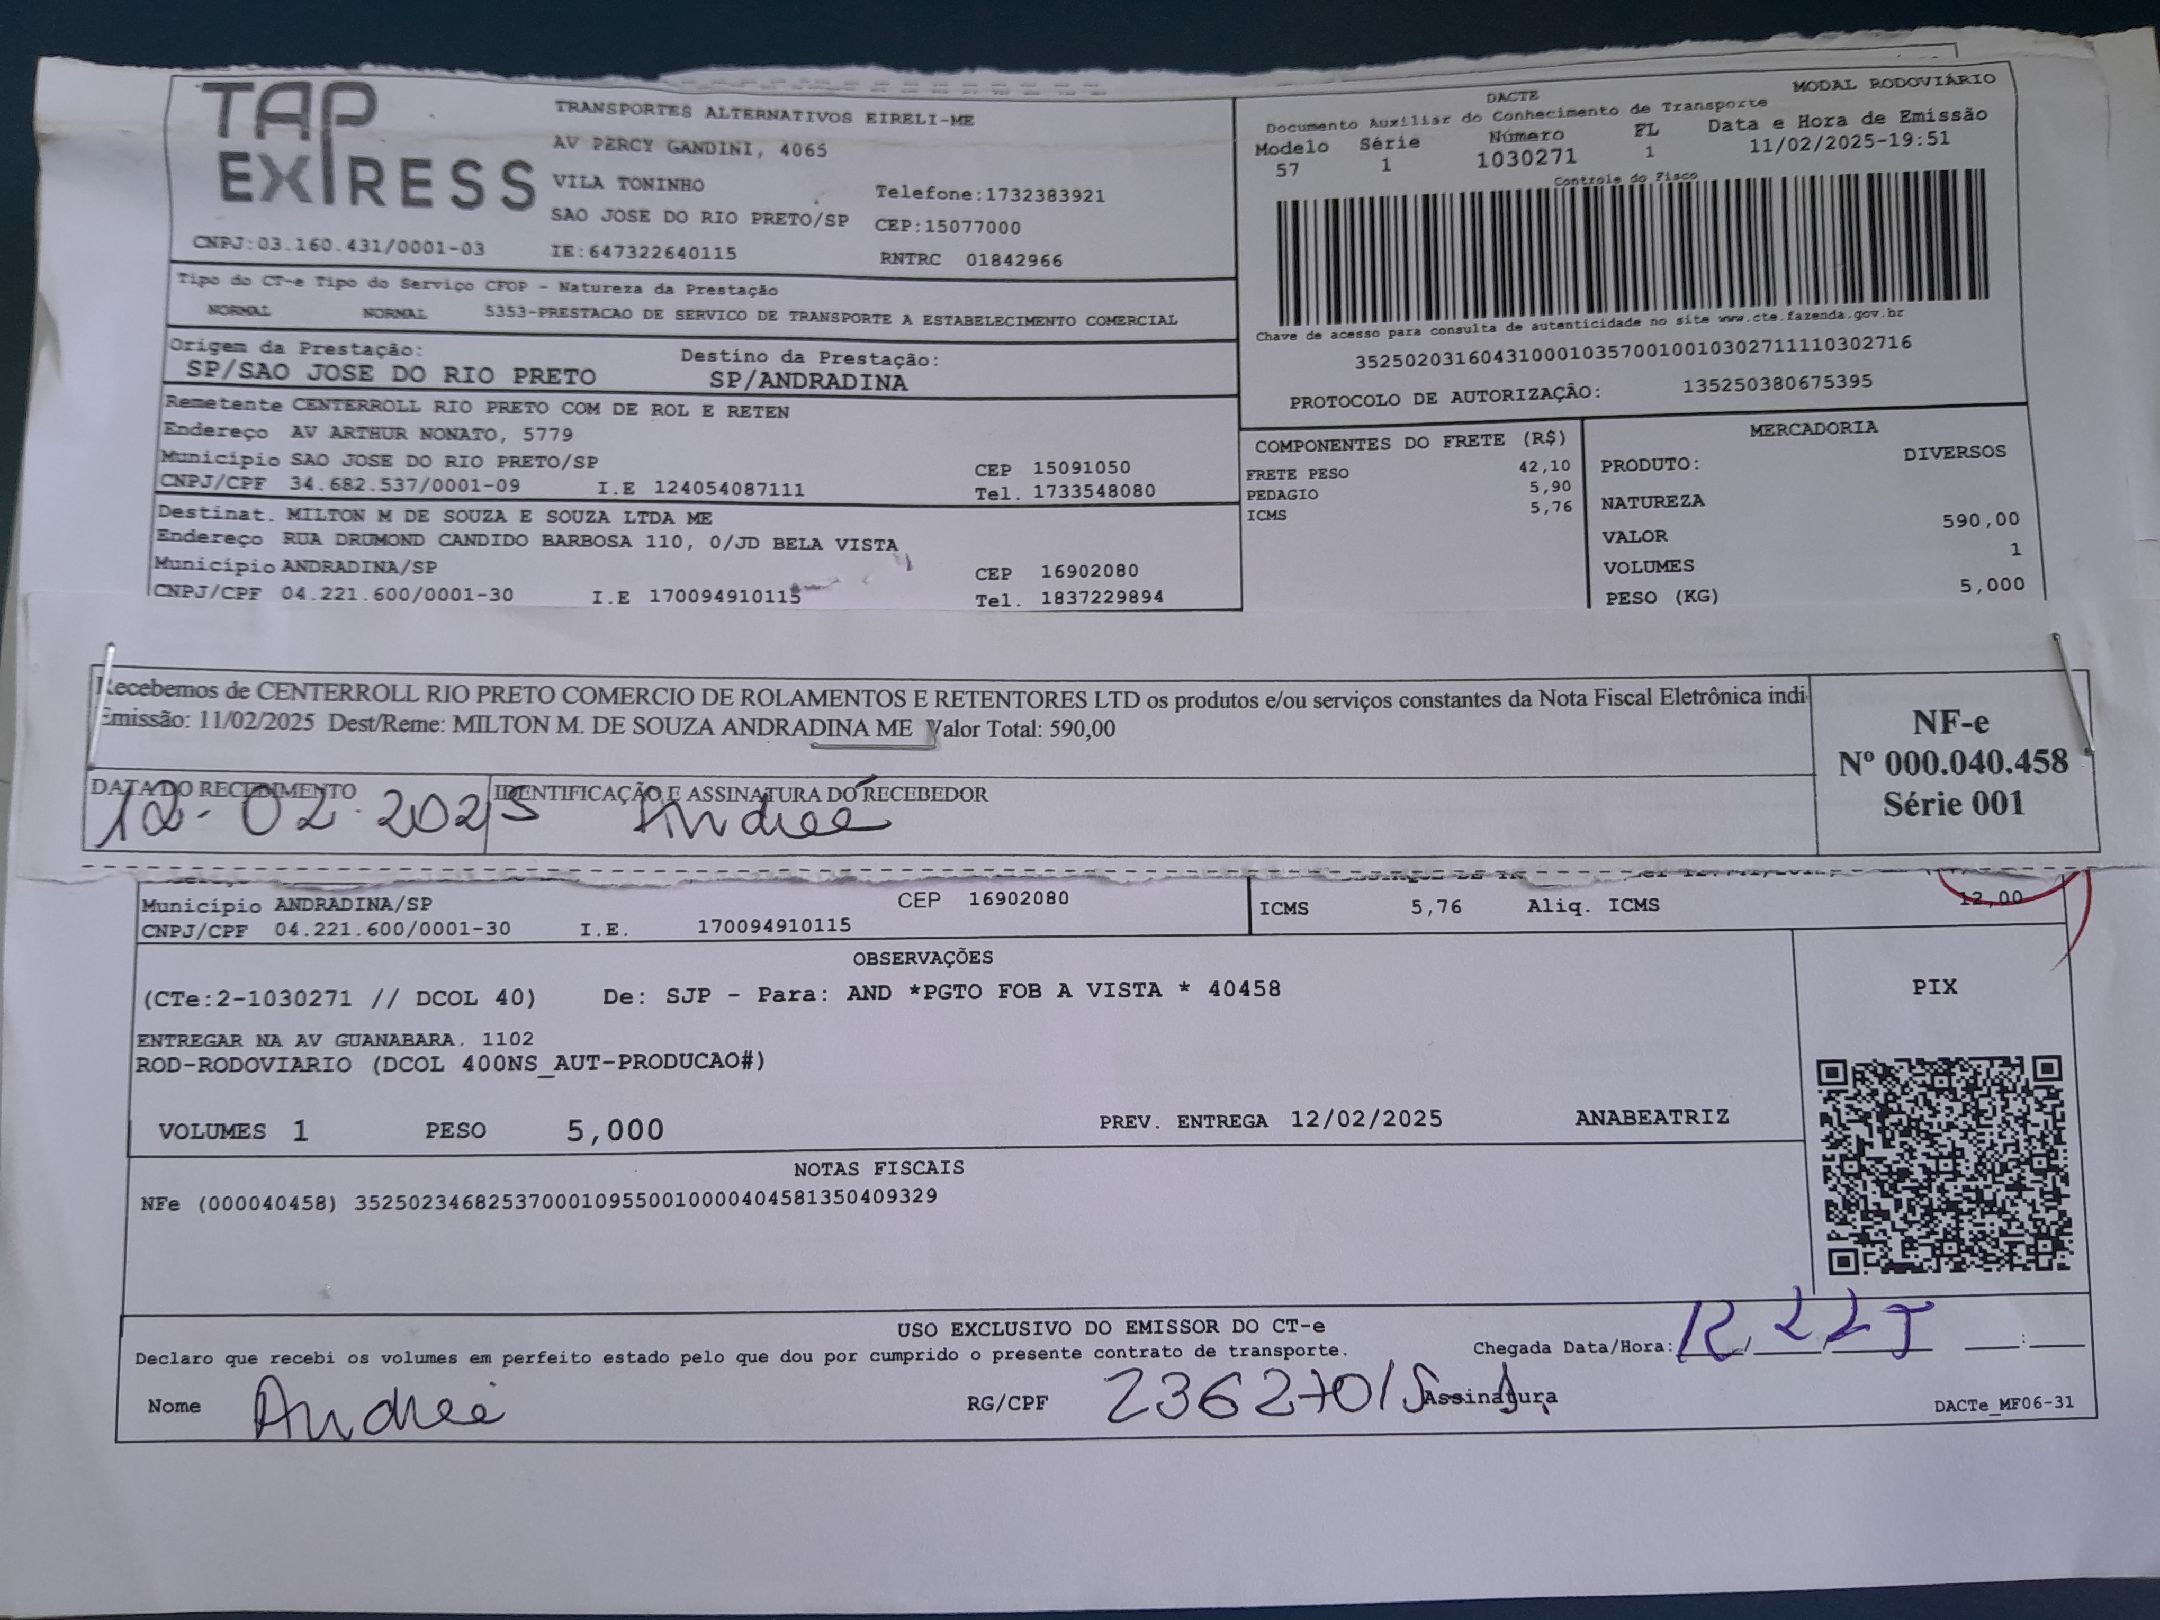 TAP EXPRESS
TRANSPORTES ALTERNATIVOS EIRELI-ME
AV PERCY GANDINI, 4065
VILA TONINHO Telefone:1732383921
SAO JOSE DO RIO PRETO/SP CEP:15077000
CNPJ:03.160.431/0001-03 IE:647322640115 RNTRC 01842966
DACTE MODAL RODOVIÁRIO
Documento Auxiliar do Conhecimento de Transporte
Modelo Série Número FL Data e Hora de Emissão
57 1 1030271 1 11/02/2025-19:51
Controle do Fisco
Chave de acesso para consulta de autenticidade no site www.cte.fazenda.gov.br
35250203160431000103570010010302711110302716
PROTOCOLO DE AUTORIZAÇÃO: 135250380675395
Tipo do CT-e Tipo do Serviço CFOP - Natureza da Prestação
NORMAL NORMAL 5353-PRESTACAO DE SERVICO DE TRANSPORTE A ESTABELECIMENTO COMERCIAL
Origem da Prestação: Destino da Prestação:
SP/SAO JOSE DO RIO PRETO SP/ANDRADINA
Remetente CENTERROLL RIO PRETO COM DE ROL E RETEN
Endereço AV ARTHUR NONATO, 5779
Município SAO JOSE DO RIO PRETO/SP CEP 15091050
CNPJ/CPF 34.682.537/0001-09 I.E 124054087111 Tel. 1733548080
Destinat. MILTON M DE SOUZA E SOUZA LTDA ME
Endereço RUA DRUMOND CANDIDO BARBOSA 110, 0/JD BELA VISTA
Município ANDRADINA/SP CEP 16902080
CNPJ/CPF 04.221.600/0001-30 I.E 170094910115 Tel. 1837229894
COMPONENTES DO FRETE (R$)
FRETE PESO 42,10
PEDAGIO 5,90
ICMS 5,76
MERCADORIA
PRODUTO: DIVERSOS
NATUREZA
VALOR 590,00
VOLUMES 1
PESO (KG) 5,000
Recebemos de CENTERROLL RIO PRETO COMERCIO DE ROLAMENTOS E RETENTORES LTD os produtos e/ou serviços constantes da Nota Fiscal Eletrônica indi
Emissão: 11/02/2025 Dest/Reme: MILTON M. DE SOUZA ANDRADINA ME Valor Total: 590,00
DATA DO RECEBIMENTO IDENTIFICAÇÃO E ASSINATURA DO RECEBEDOR
12-02-2025 Andreé
NF-e
Nº 000.040.458
Série 001
Município ANDRADINA/SP CEP 16902080
CNPJ/CPF 04.221.600/0001-30 I.E. 170094910115
ICMS 5,76 Aliq. ICMS 12,00
OBSERVAÇÕES
(CTe:2-1030271 // DCOL 40) De: SJP - Para: AND *PGTO FOB A VISTA * 40458
ENTREGAR NA AV GUANABARA, 1102
ROD-RODOVIARIO (DCOL 400NS_AUT-PRODUCAO#)
VOLUMES 1 PESO 5,000 PREV. ENTREGA 12/02/2025 ANABEATRIZ
PIX
NOTAS FISCAIS
NFe (000040458) 35250234682537000109550010000404581350409329
USO EXCLUSIVO DO EMISSOR DO CT-e
Declaro que recebi os volumes em perfeito estado pelo que dou por cumprido o presente contrato de transporte. Chegada Data/Hora:
Nome Andreé RG/CPF Assinatura DACTe_MF06-31